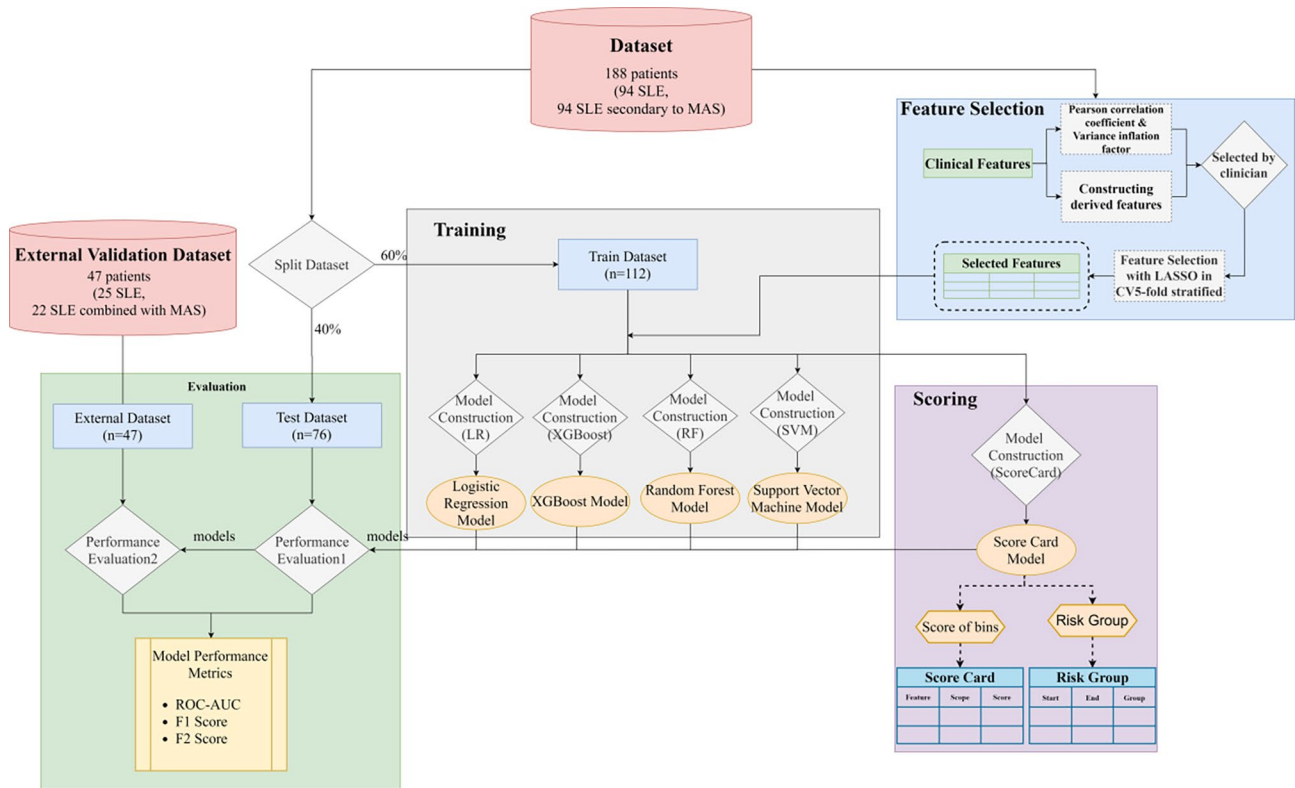 Dataset
188 patients
(94 SLE,
94 SLE secondary to MAS)
Feature Selection
Pearson correlation
coefficient &
Variance inflation
factor
Clinical Features
Constructing
derived features
Selected by
clinician
Feature Selection
with LASSO in
CV5-fold stratified
Selected Features
External Validation Dataset
47 patients
(25 SLE,
22 SLE combined with MAS)
Split Dataset
60%
40%
Training
Train Dataset
(n=112)
Model
Construction
(LR)
Model
Construction
(XGBoost)
Model
Construction
(RF)
Model
Construction
(SVM)
Logistic
Regression
Model
XGBoost Model
Random Forest
Model
Support Vector
Machine Model
Evaluation
External Dataset
(n=47)
Test Dataset
(n=76)
Performance
Evaluation2
models
Performance
Evaluation1
models
Model Performance
Metrics
• ROC-AUC
• F1 Score
• F2 Score
Scoring
Model
Construction
(ScoreCard)
Score Card
Model
Score of bins
Risk Group
Score Card
Feature Scope Score
Risk Group
Start End Group